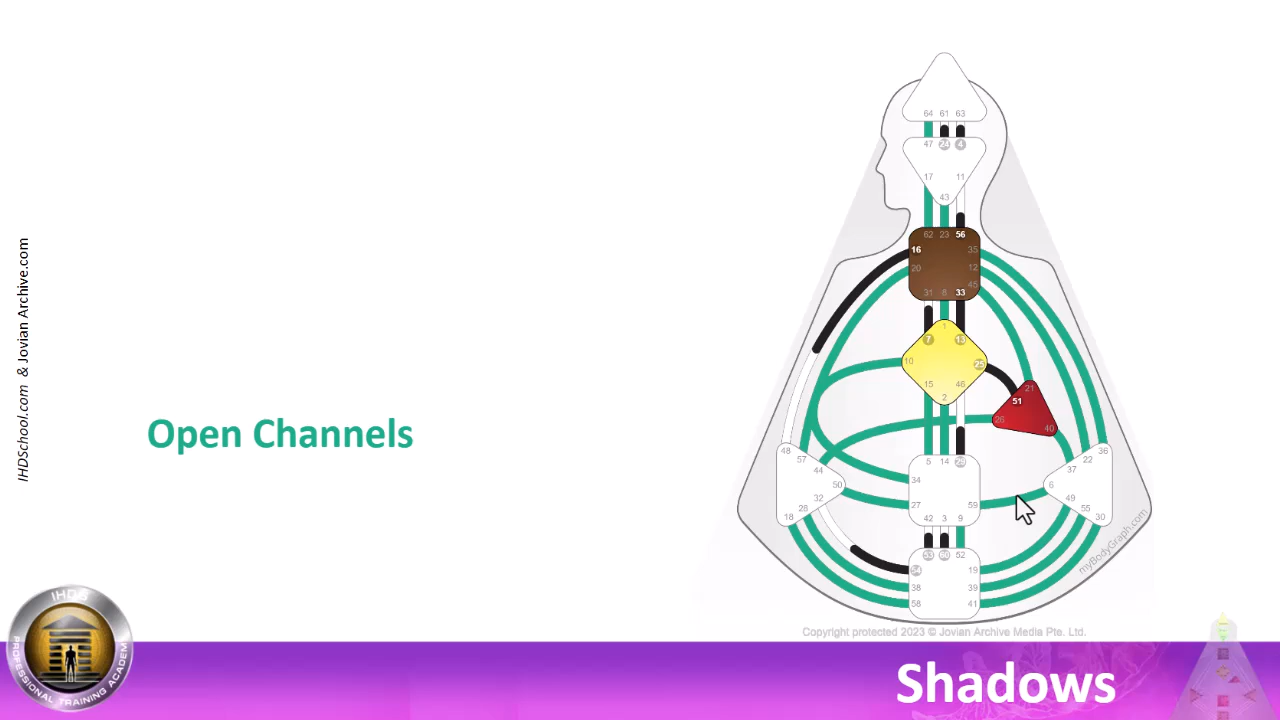 IHDSchool.com & Jovian Archive.com
Open Channels
64 61 63
47 24 4
17 11
43
62 23 56
16 35
20 12
45
31 8 33
1
7 13
10 25
15 46
2
21
51
26
40
48
57
44
50
32
28
18
36
22
37
6
49
55
30
5 14 29
34
27 59
42 3 9
53 60 52
54 19
38 39
58 41
myBodyGraph.com
Copyright protected 2023 © Jovian Archive Media Pte. Ltd.
IHDS
PROFESSIONAL TRAINING ACADEMY
Shadows